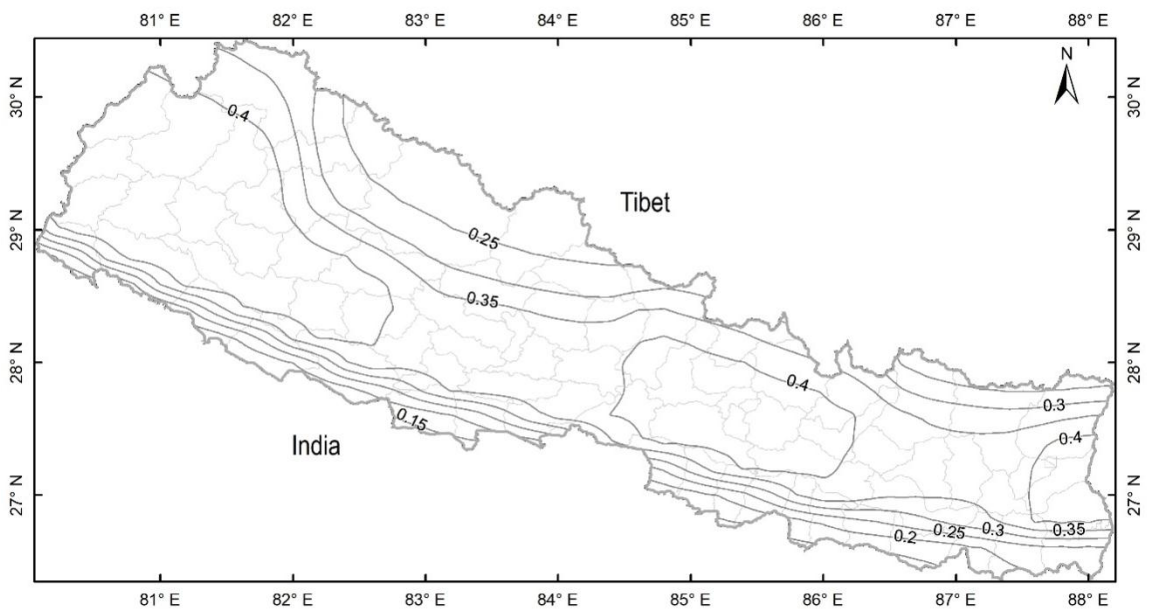 81° E 82° E 83° E 84° E 85° E 86° E 87° E 88° E
N
30° N 30° N
0.4
Tibet
29° N 29° N
0.25
0.35
28° N 28° N
0.4
0.3
0.15
0.4
India
27° N 27° N
0.2 0.25 0.3 0.35
81° E 82° E 83° E 84° E 85° E 86° E 87° E 88° E